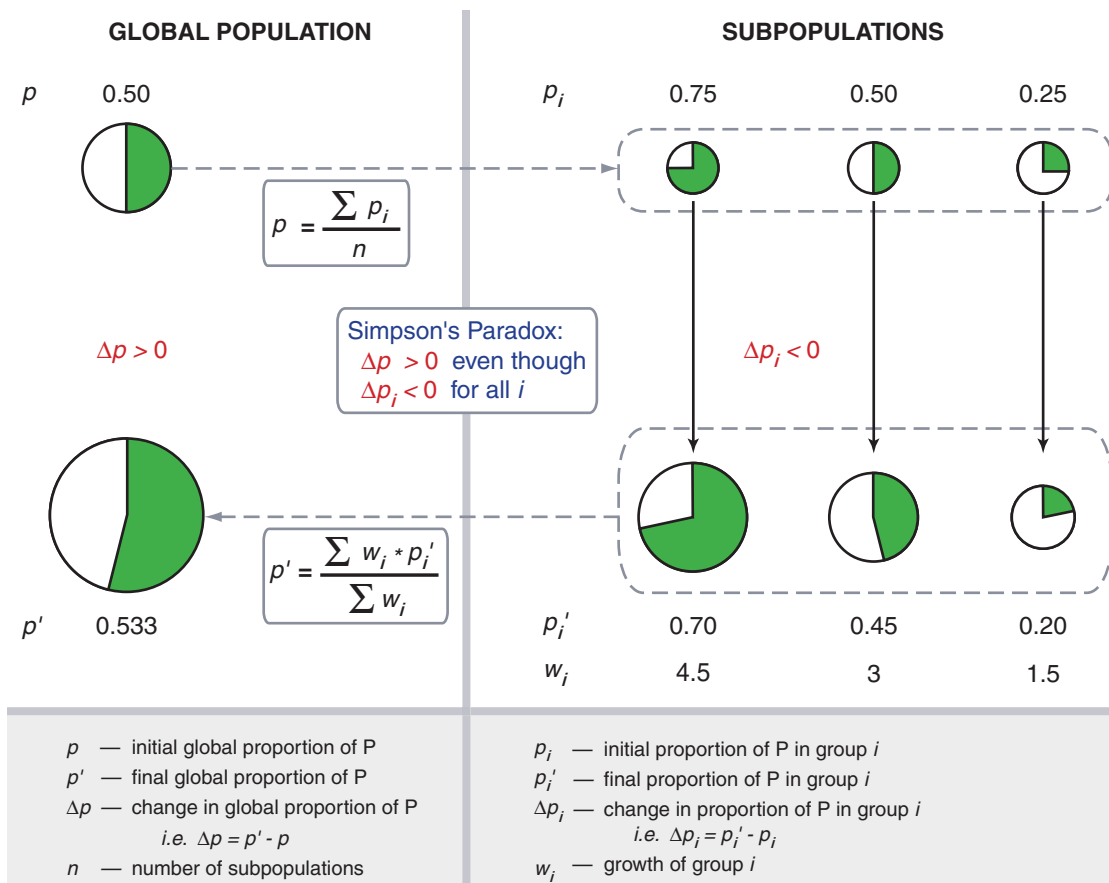 GLOBAL POPULATION
SUBPOPULATIONS
p 0.50
p_i 0.75 0.50 0.25
p = ∑ p_i / n
Simpson's Paradox:
Δp > 0 even though
Δp_i < 0 for all i
Δp > 0
Δp_i < 0
p' = ∑ w_i * p_i' / ∑ w_i
p' 0.533
p_i' 0.70 0.45 0.20
w_i 4.5 3 1.5
p — initial global proportion of P
p' — final global proportion of P
Δp — change in global proportion of P
i.e. Δp = p' - p
n — number of subpopulations
p_i — initial proportion of P in group i
p_i' — final proportion of P in group i
Δp_i — change in proportion of P in group i
i.e. Δp_i = p_i' - p_i
w_i — growth of group i